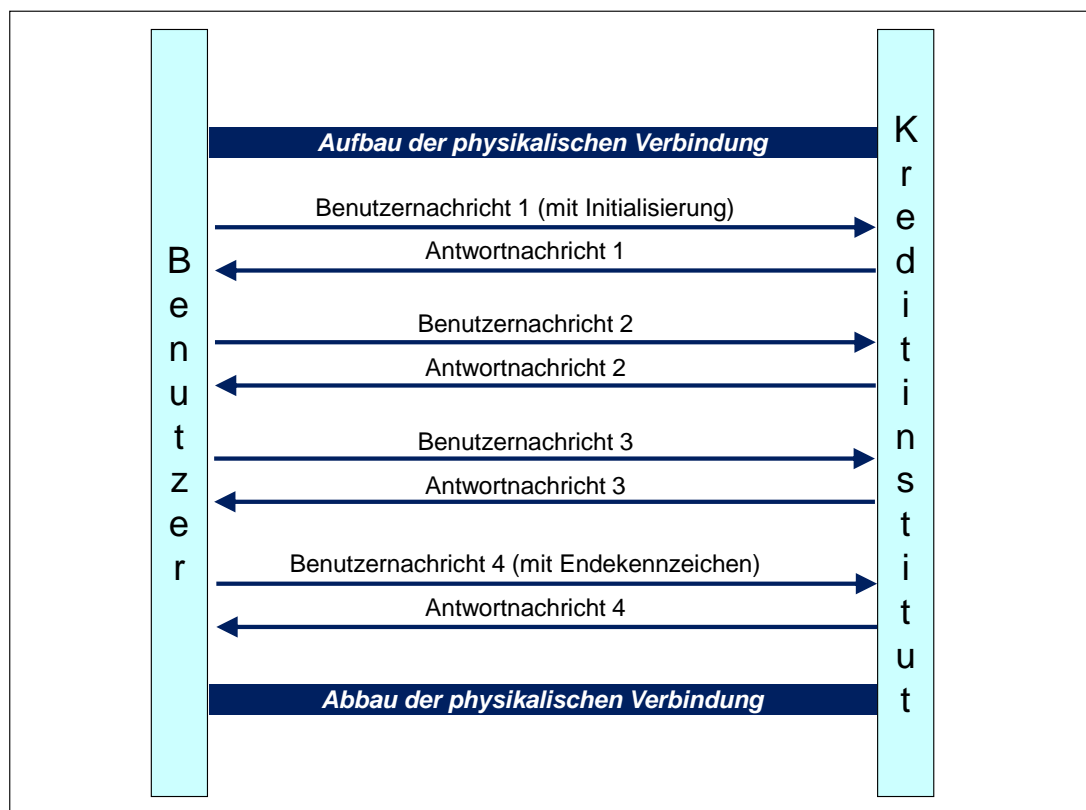 Aufbau der physikalischen Verbindung
Benutzernachricht 1 (mit Initialisierung)
Antwortnachricht 1
Benutzernachricht 2
Antwortnachricht 2
Benutzernachricht 3
Antwortnachricht 3
Benutzernachricht 4 (mit Endekennzeichen)
Antwortnachricht 4
Abbau der physikalischen Verbindung
Benutzer
Kreditinstitut